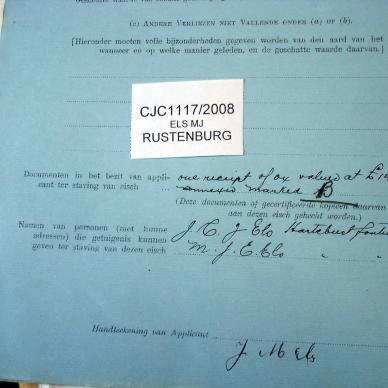 (c) ANDERE VERLIEZEN NIET VALLENDE ONDER (a) OF (b).
[Hieronder moeten volle bijzonderheden gegeven worden van den aard van het
wanneer en op welke manier geleden, en de geschatte waarde daarvan.]
CJC1117/2008
ELS MJ
RUSTENBURG
Documenten in het bezit van appli- one receipt of ox valued at £
cant ter staving van eisch ... annexed marked B
(Deze documenten of gecertifieerde kopieen daarvan
aan dezen eisch gehecht worden.)
Namen van personen (met hunne J. C. J Els
adressen) die getuigenis kunnen M. J. E. Els
geven ter staving van dezen eisch
Handteekening van Applicant
J M Els